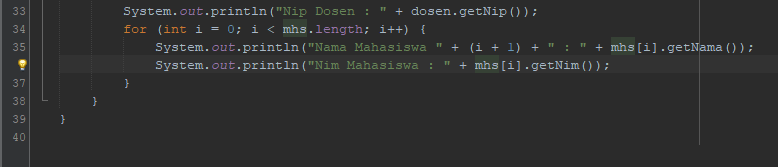 33 System.out.println("Nip Dosen : " + dosen.getNip());
34 for (int i = 0; i < mhs.length; i++) {
35 System.out.println("Nama Mahasiswa " + (i + 1) + " : " + mhs[i].getNama());
System.out.println("Nim Mahasiswa : " + mhs[i].getNim());
37 }
38 }
39 }
40